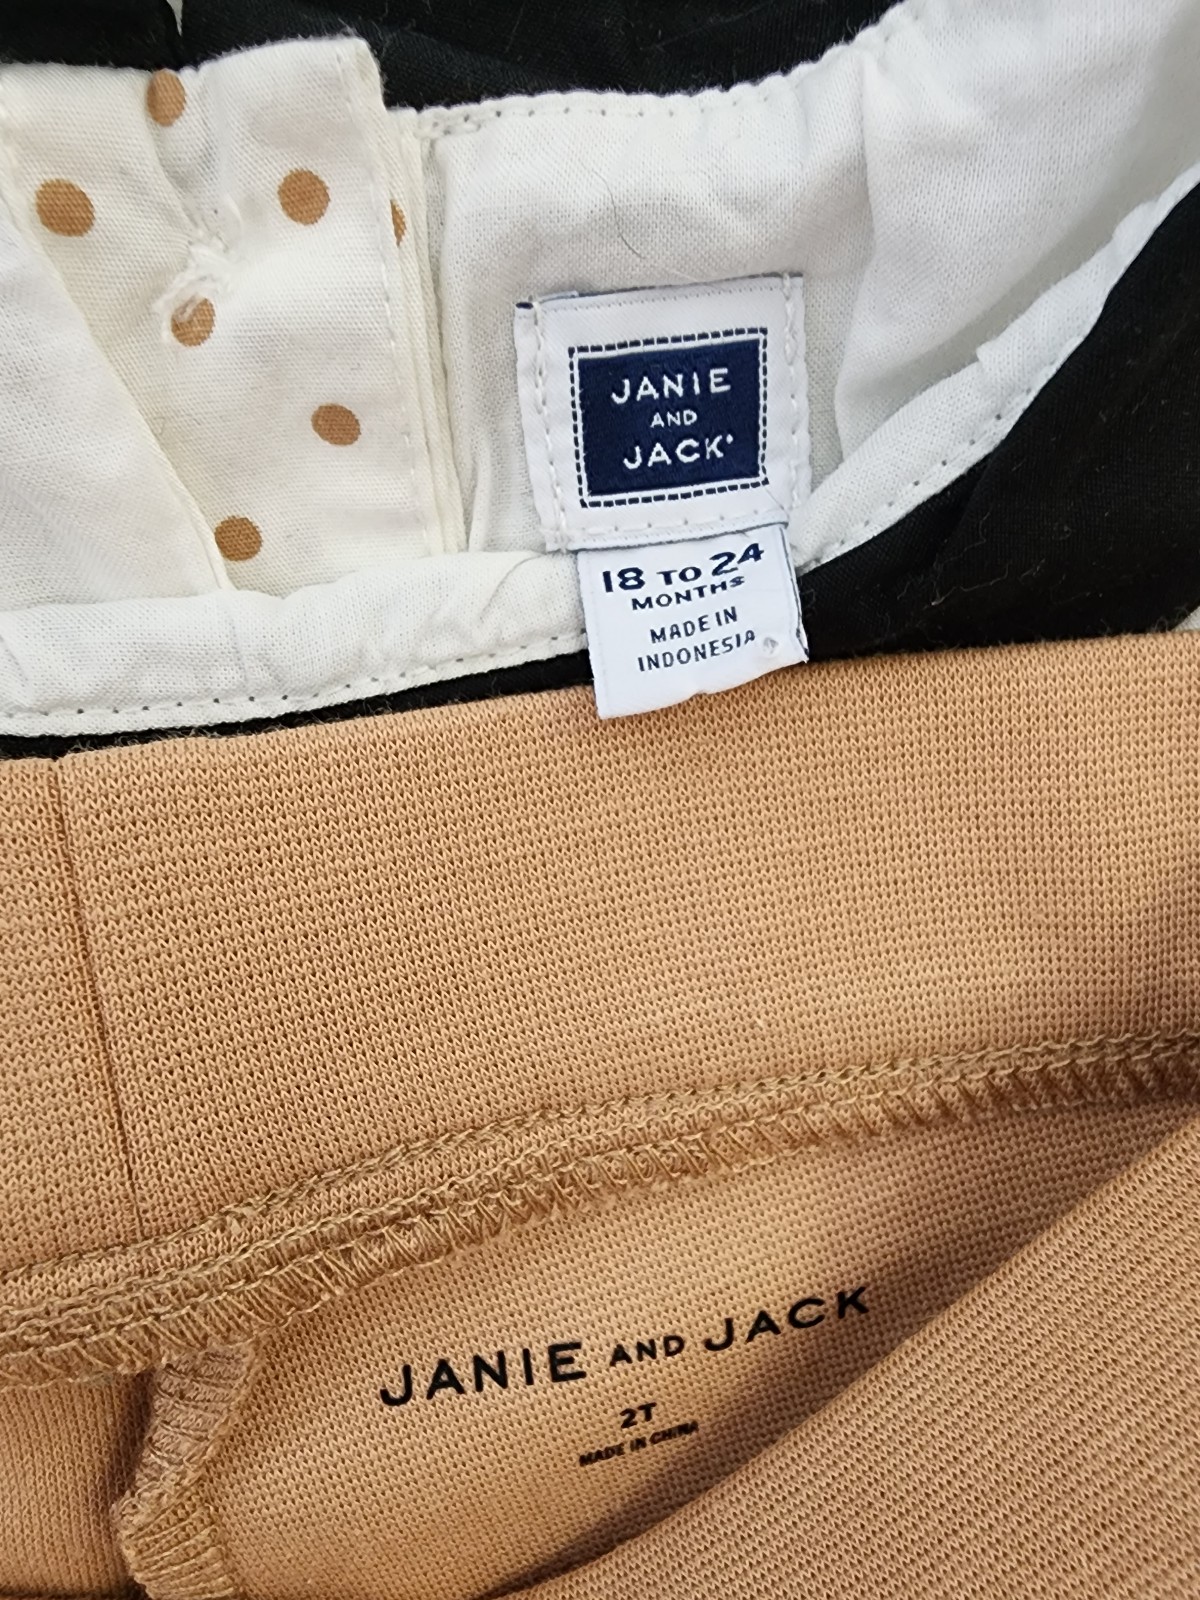 JANIE
AND
JACK
18 TO 24
MONTHS
MADE IN
INDONESIA
JANIE AND JACK
2T
MADE IN CHINA